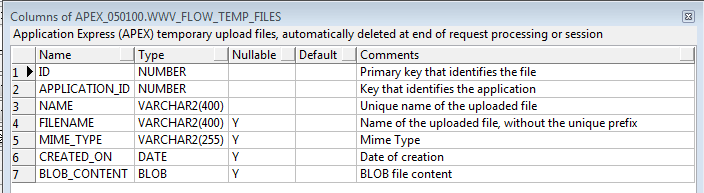 Columns of APEX_050100.WWV_FLOW_TEMP_FILES
Application Express (APEX) temporary upload files, automatically deleted at end of request processing or session
Name Type Nullable Default Comments
1 ID NUMBER Primary key that identifies the file
2 APPLICATION_ID NUMBER Key that identifies the application
3 NAME VARCHAR2(400) Unique name of the uploaded file
4 FILENAME VARCHAR2(400) Y Name of the uploaded file, without the unique prefix
5 MIME_TYPE VARCHAR2(255) Y Mime Type
6 CREATED_ON DATE Y Date of creation
7 BLOB_CONTENT BLOB Y BLOB file content